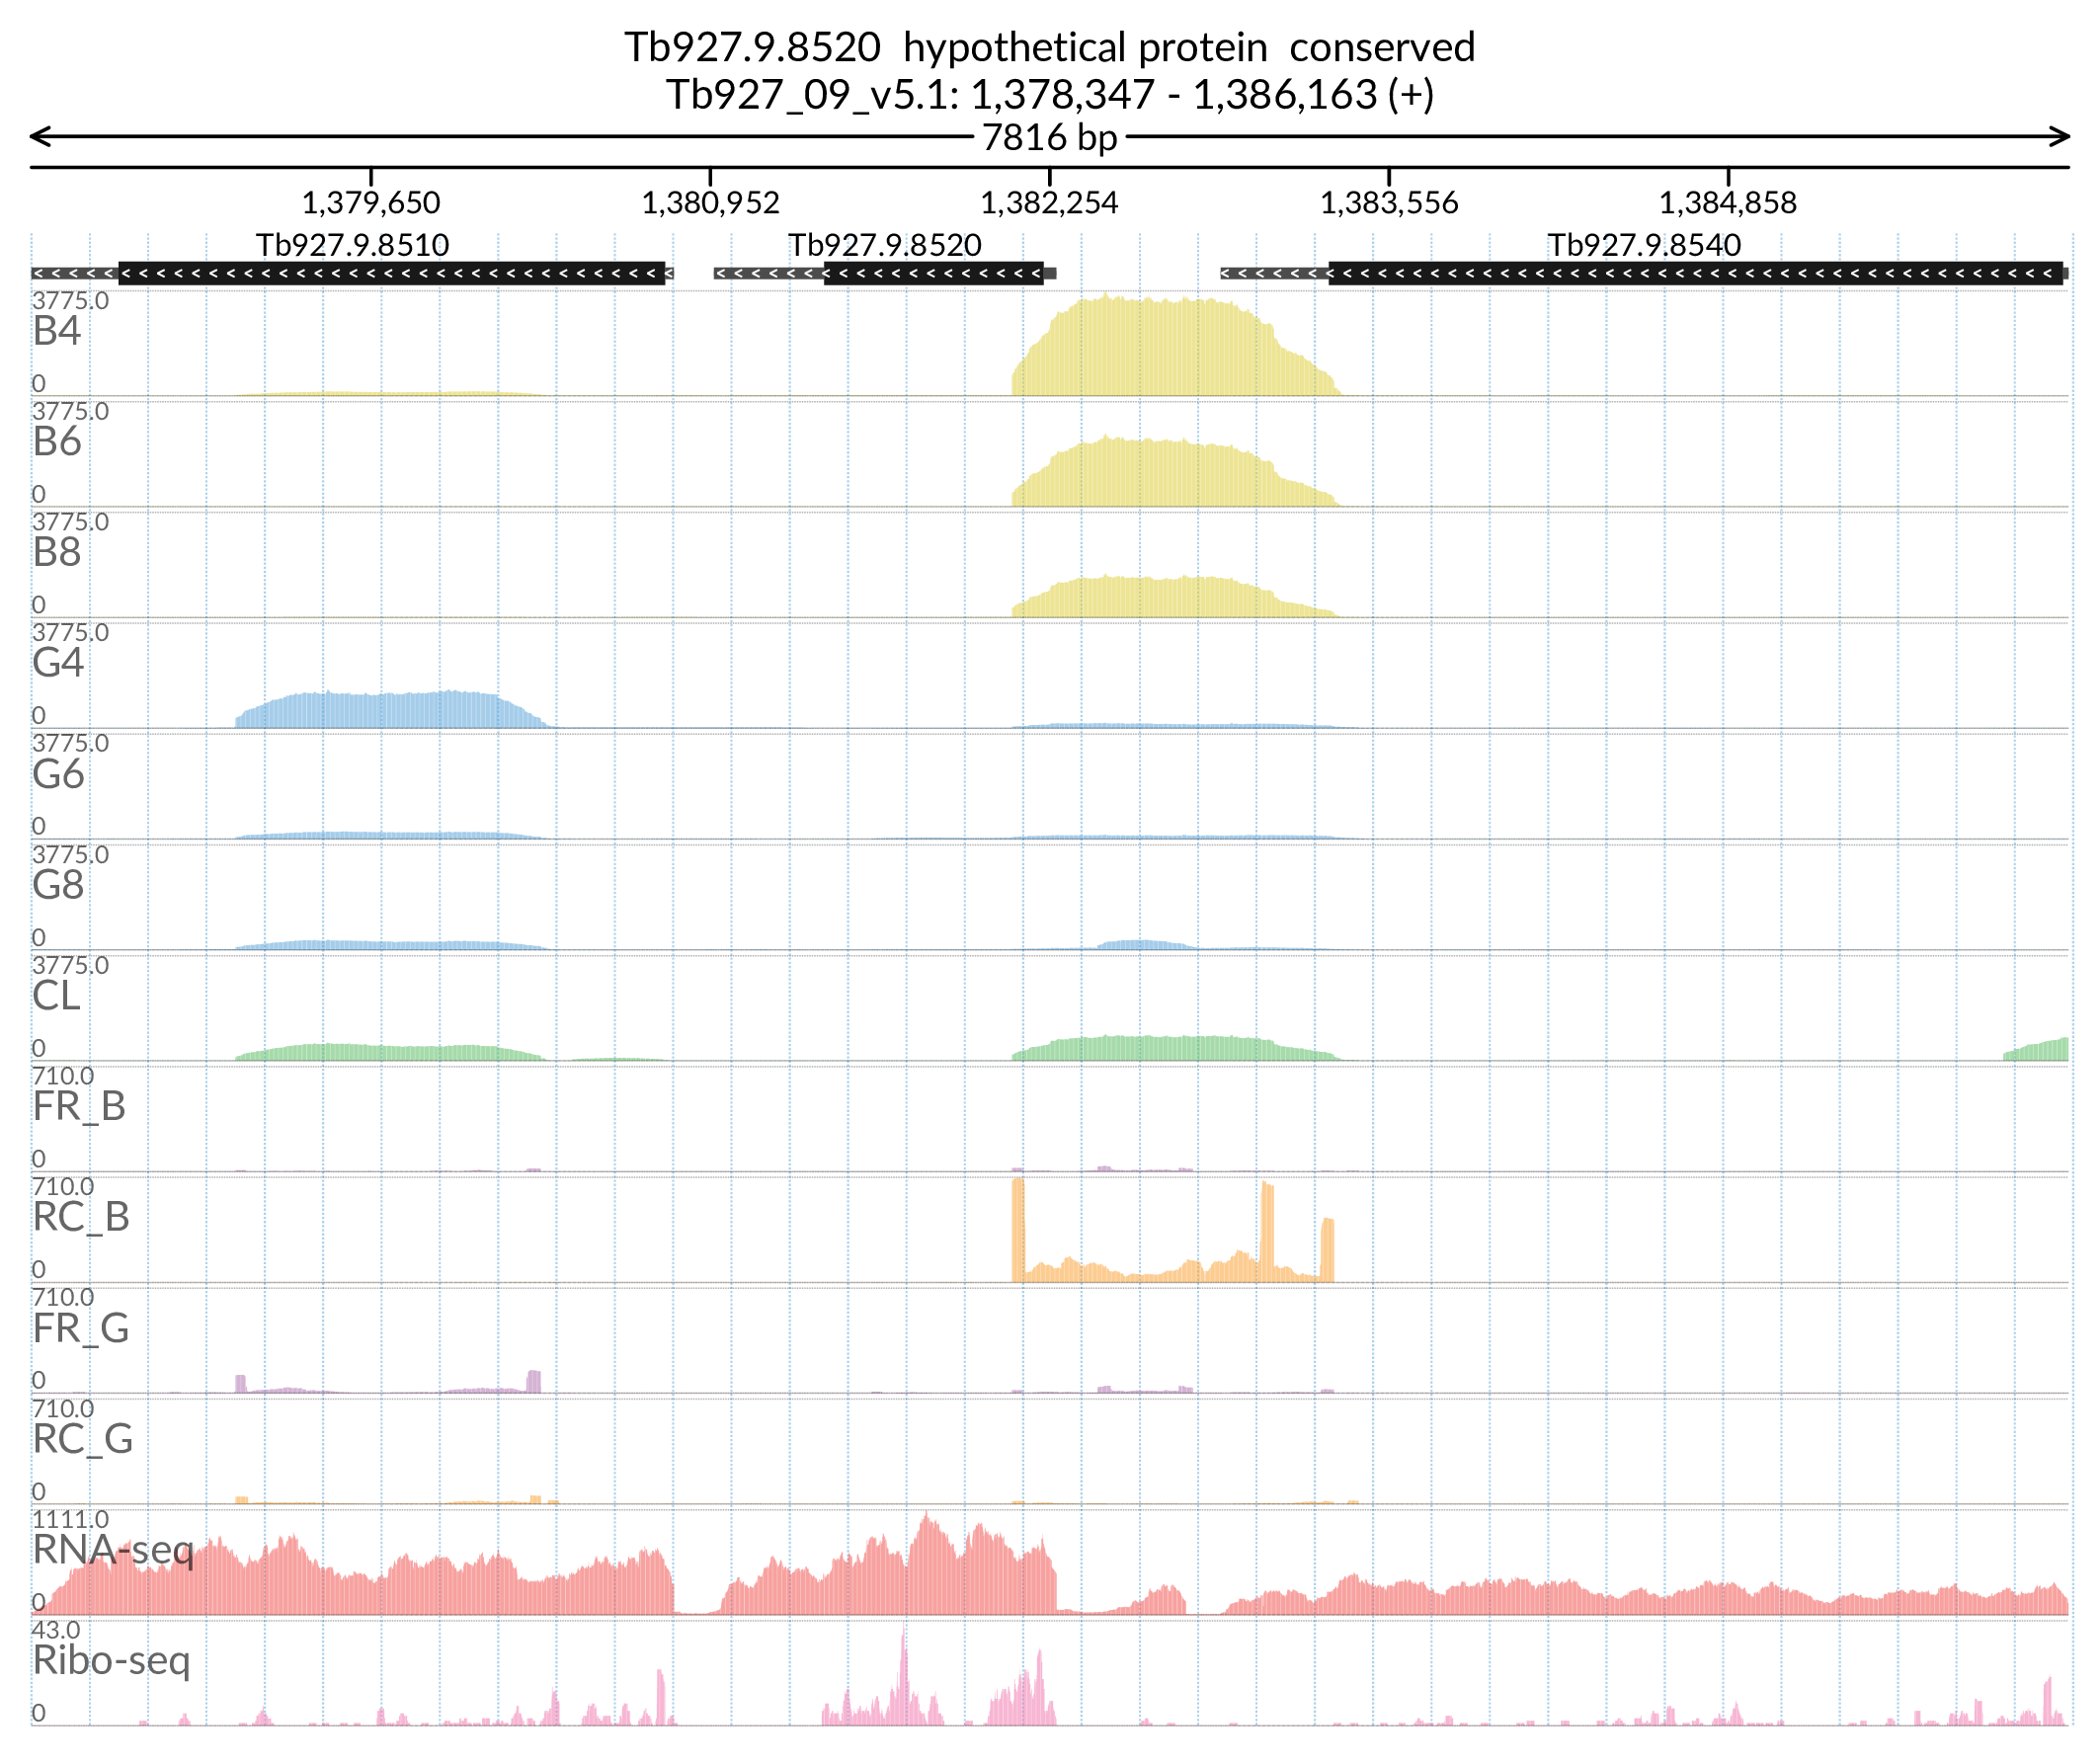 Tb927.9.8520 hypothetical protein conserved
Tb927_09_v5.1: 1,378,347 - 1,386,163 (+)
7816 bp
1,379,650 1,380,952 1,382,254 1,383,556 1,384,858
Tb927.9.8510 Tb927.9.8520 Tb927.9.8540
3775.0
B4
0
3775.0
B6
0
3775.0
B8
0
3775.0
G4
0
3775.0
G6
0
3775.0
G8
0
3775.0
CL
0
710.0
FR_B
0
710.0
RC_B
0
710.0
FR_G
0
710.0
RC_G
0
1111.0
RNA-seq
0
43.0
Ribo-seq
0